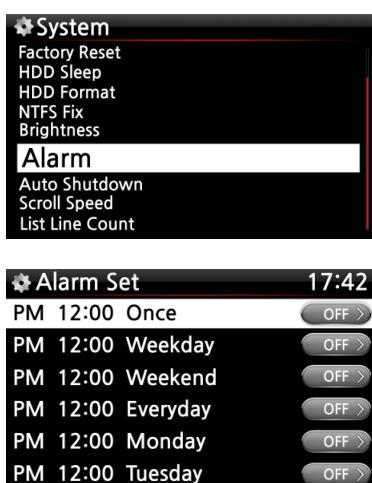 System
Factory Reset
HDD Sleep
HDD Format
NTFS Fix
Brightness
Alarm
Auto Shutdown
Scroll Speed
List Line Count
Alarm Set 17:42
PM 12:00 Once OFF
PM 12:00 Weekday OFF
PM 12:00 Weekend OFF
PM 12:00 Everyday OFF
PM 12:00 Monday OFF
PM 12:00 Tuesday OFF